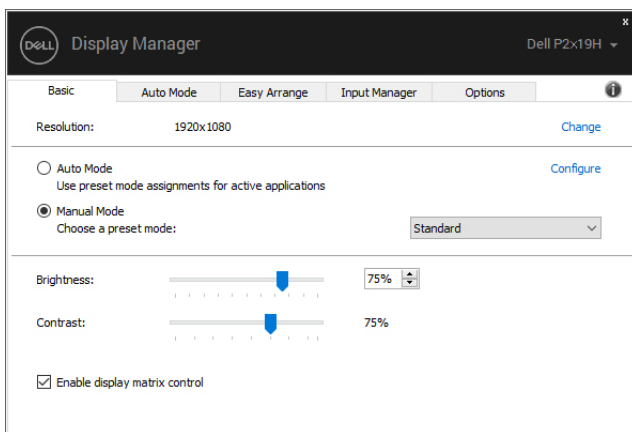 x
DELL Display Manager Dell P2x19H
Basic Auto Mode Easy Arrange Input Manager Options i
Resolution: 1920x1080 Change
Auto Mode Configure
Use preset mode assignments for active applications
Manual Mode
Choose a preset mode: Standard
Brightness: 75%
Contrast: 75%
Enable display matrix control